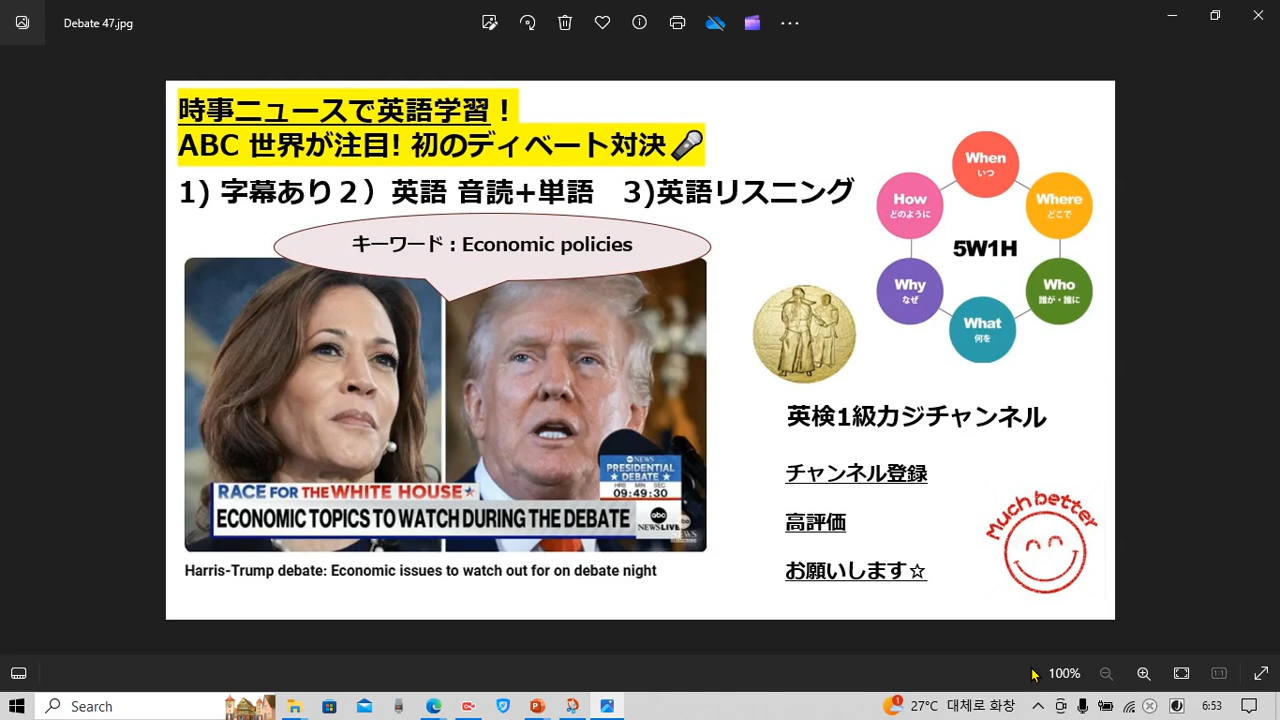 Debate 47.jpg
時事ニュースで英語学習！
ABC 世界が注目! 初のディベート対決🎤
1) 字幕あり２）英語 音読+単語　3)英語リスニング
キーワード : Economic policies
When
いつ
How
どのように
Where
どこで
5W1H
Why
なぜ
Who
誰が・誰に
What
何を
abc NEWS
PRESIDENTIAL
DEBATE
HRS MIN SEC
09:49:30
RACE FOR THE WHITE HOUSE
ECONOMIC TOPICS TO WATCH DURING THE DEBATE
abc
NEWS LIVE
Harris-Trump debate: Economic issues to watch out for on debate night
英検1級カジチャンネル
チャンネル登録
高評価
お願いします☆
Much better
100%
Search
1
27°C 대체로 화창
6:53